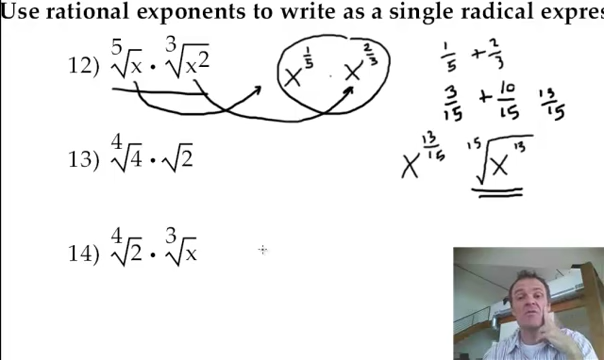 Use rational exponents to write as a single radical expre
12) ⁵√x · ³√x² x^(1/5) · x^(2/3) 1/5 + 2/3
3/15 + 10/15 13/15
x^(13/15) ¹⁵√x¹³
13) ⁴√4 · √2
14) ⁴√2 · ³√x